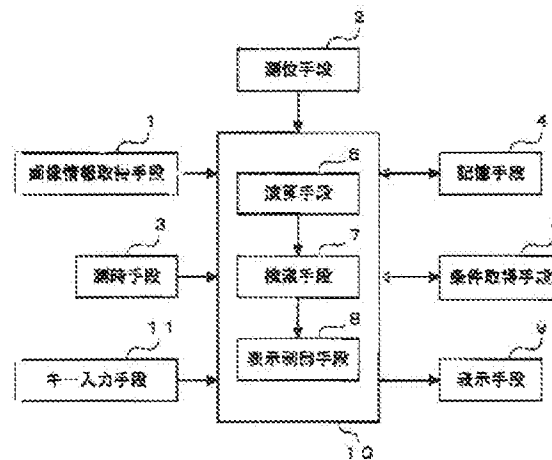 2
測位手段
1
画像情報取得手段
6
演算手段
4
記憶手段
3
測時手段
7
検索手段
条件取得手段
11
キー入力手段
8
表示制御手段
9
表示手段
10